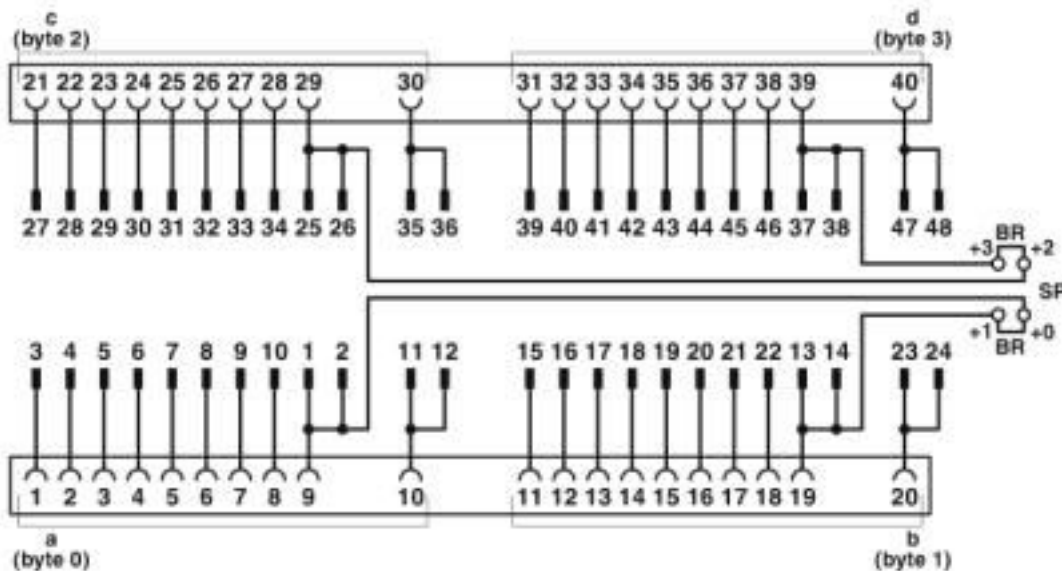 c d
(byte 2) (byte 3)
21 22 23 24 25 26 27 28 29 30 31 32 33 34 35 36 37 38 39 40
27 28 29 30 31 32 33 34 25 26 35 36 39 40 41 42 43 44 45 46 37 38 47 48
BR
+3 +2
SP
+1 +0
BR
3 4 5 6 7 8 9 10 1 2 11 12 15 16 17 18 19 20 21 22 13 14 23 24
1 2 3 4 5 6 7 8 9 10 11 12 13 14 15 16 17 18 19 20
a b
(byte 0) (byte 1)